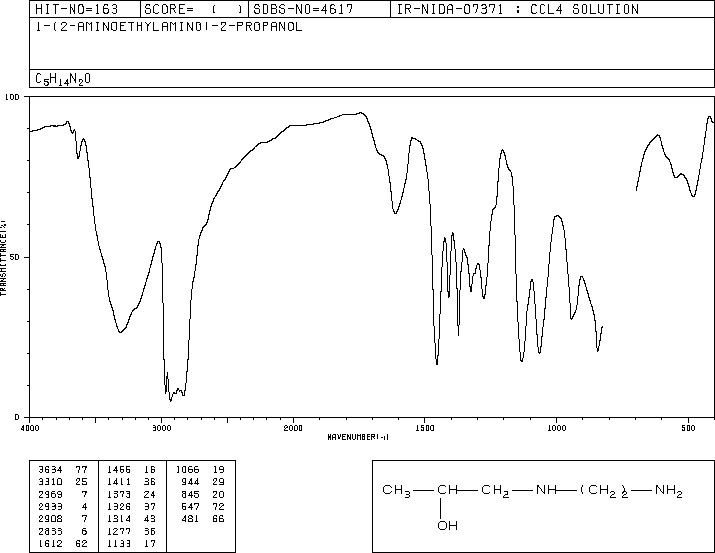 HIT-NO=163 SCORE= ( ) SDBS-NO=4617 IR-NIDA-07371 : CCL4 SOLUTION
1-(2-AMINOETHYLAMINO)-2-PROPANOL
C5H14N2O
100
50
0
TRANSMITTANCE(%)
4000 3000 2000 1500 1000 500
WAVENUMBER(-1)
3634 77 1456 16 1066 19
3310 25 1411 36 944 29
2969 7 1373 24 845 20
2933 4 1326 37 547 72
2908 7 1314 43 481 66
2833 6 1277 36
1612 62 1133 17
CH3 CH CH2 NH (CH2)2 NH2
OH